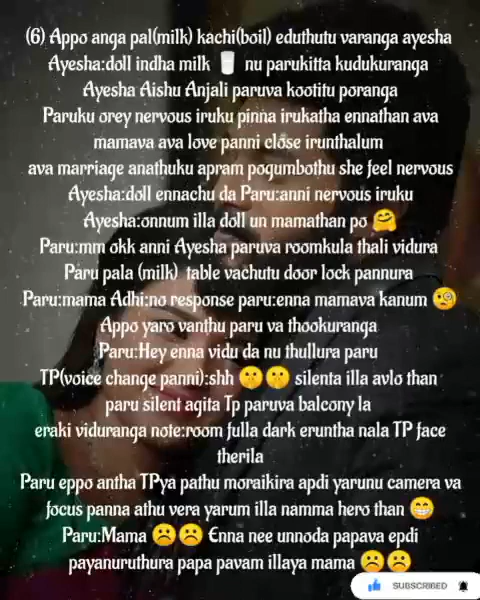 (6) Appo anga pal(milk) kachi(boil) eduthutu varanga ayesha
Ayesha:doll indha milk 🥛 nu parukitta kudukuranga
Ayesha Aishu Anjali paruva kootitu poranga
Paruku orey nervous iruku pinna irukatha ennathan ava
mamava ava love panni close irunthalum
ava marriage anathuku apram pogumbothu she feel nervous
Ayesha:doll ennachu da Paru:anni nervous iruku
Ayesha:onnum illa doll un mamathan po 🤗
Paru:mm okk anni Ayesha paruva roomkula thali vidura
Paru pala (milk) table vachutu door lock pannura
Paru:mama Adhi:no response paru:enna mamava kanum 🧐
Appo yaro vanthu paru va thookuranga
Paru:Hey enna vidu da nu thullura paru
TP(voice change panni):shh 🤫🤫 silenta illa avlo than
paru silent agita Tp paruva balcony la
eraki viduranga note:room fulla dark eruntha nala TP face
therila
Paru eppo antha TPya pathu moraikira apdi yarunu camera va
focus panna athu vera yarum illa namma hero than 😁
Paru:Mama ☹️☹️ Enna nee unnoda papava epdi
payanuruthura papa pavam illaya mama ☹️☹️
SUBSCRIBED